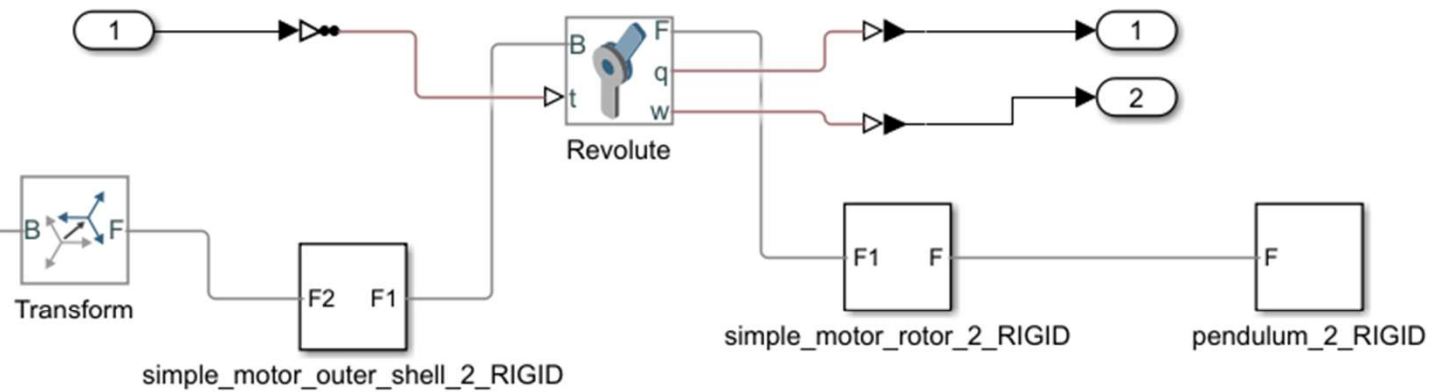 1
F
1
B
q
t
w
2
Revolute
B
F
F1
F
F
F2
F1
Transform
simple_motor_rotor_2_RIGID
pendulum_2_RIGID
simple_motor_outer_shell_2_RIGID